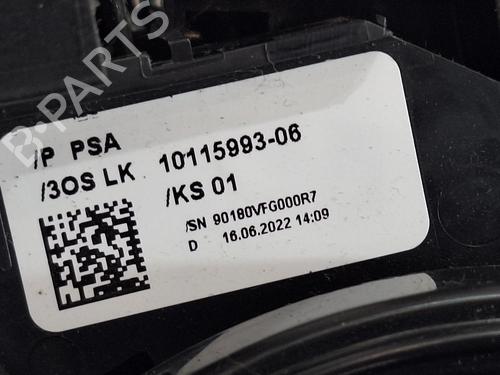 /P PSA
/3OS LK 10115993-06
/KS 01
/SN 90180VFG000R7
D 16.06.2022 14:09
B-PARTS